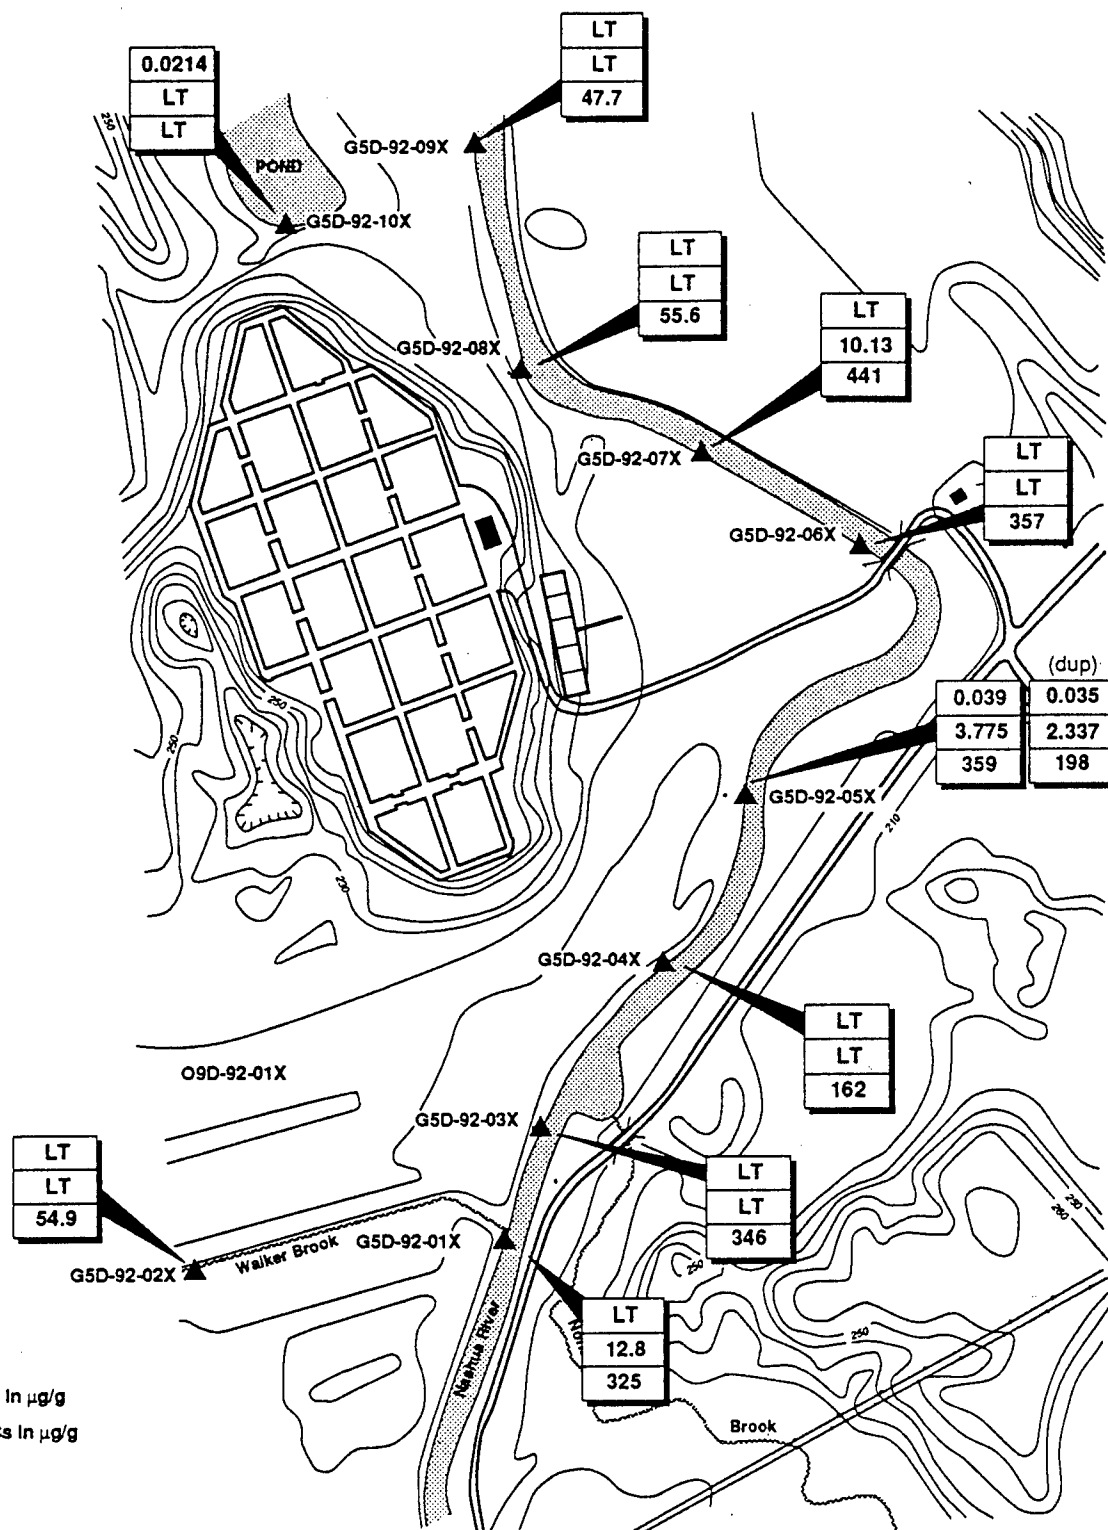 LT
LT
47.7
0.0214
LT
LT
250
G5D-92-09X
POND
G5D-92-10X
LT
LT
55.6
LT
10.13
441
G5D-92-08X
G5D-92-07X
LT
LT
357
G5D-92-06X
(dup)
0.039
3.775
359
0.035
2.337
198
250
250
G5D-92-05X
210
230
G5D-92-04X
LT
LT
162
O9D-92-01X
G5D-92-03X
LT
LT
54.9
LT
LT
346
250
260
G5D-92-01X
Walker Brook
G5D-92-02X
250
LT
12.8
325
Nashua River
250
In µg/g
s In µg/g
Brook